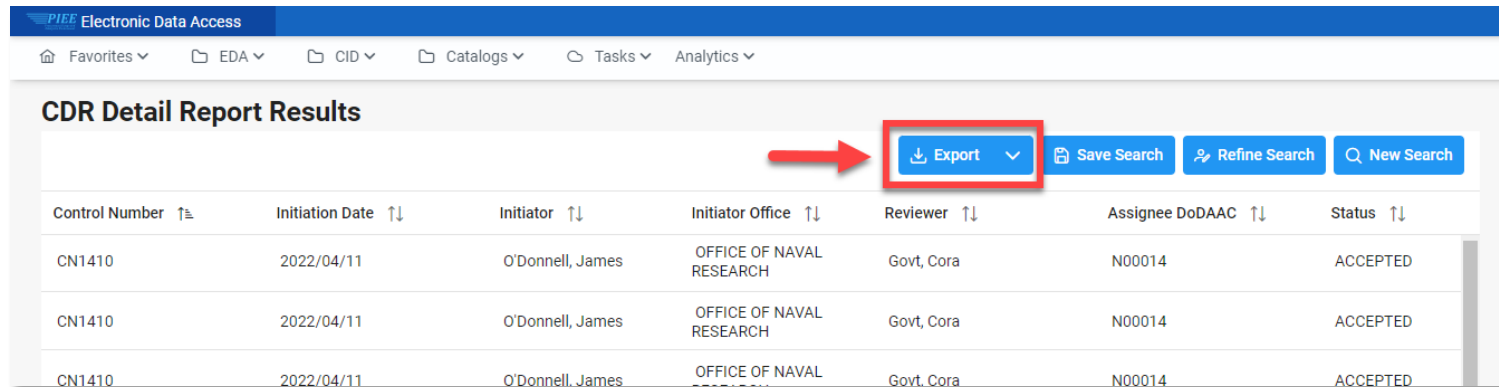 PIEE Electronic Data Access
Favorites EDA CID Catalogs Tasks Analytics
CDR Detail Report Results
Export Save Search Refine Search New Search
Control Number Initiation Date Initiator Initiator Office Reviewer Assignee DoDAAC Status
CN1410 2022/04/11 O'Donnell, James OFFICE OF NAVAL RESEARCH Govt, Cora N00014 ACCEPTED
CN1410 2022/04/11 O'Donnell, James OFFICE OF NAVAL RESEARCH Govt, Cora N00014 ACCEPTED
CN1410 2022/04/11 O'Donnell, James OFFICE OF NAVAL Govt, Cora N00014 ACCEPTED